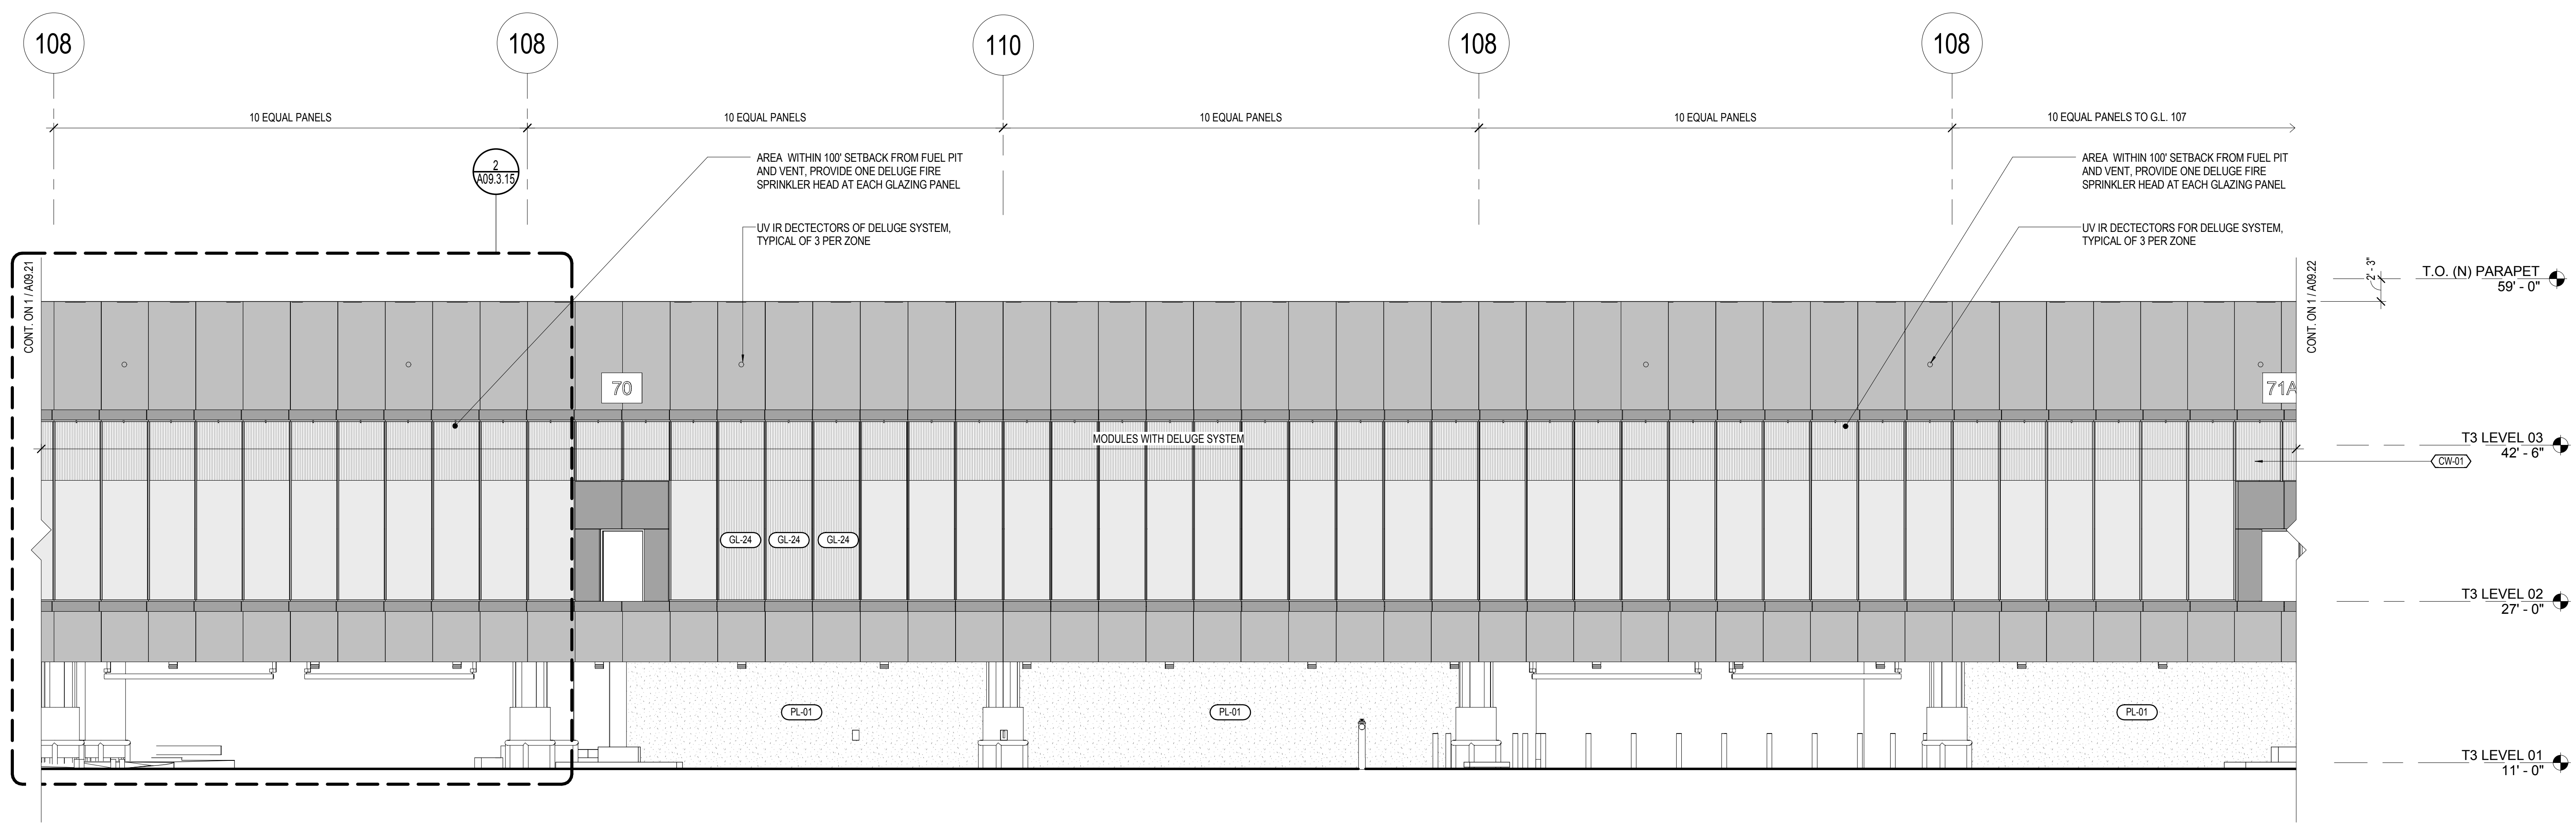 108
108
110
108
108
10 EQUAL PANELS
10 EQUAL PANELS
10 EQUAL PANELS
10 EQUAL PANELS
10 EQUAL PANELS TO G.L. 107
2
A09.3.15
AREA WITHIN 100' SETBACK FROM FUEL PIT
AND VENT, PROVIDE ONE DELUGE FIRE
SPRINKLER HEAD AT EACH GLAZING PANEL
UV IR DECTECTORS OF DELUGE SYSTEM,
TYPICAL OF 3 PER ZONE
AREA WITHIN 100' SETBACK FROM FUEL PIT
AND VENT, PROVIDE ONE DELUGE FIRE
SPRINKLER HEAD AT EACH GLAZING PANEL
UV IR DECTECTORS FOR DELUGE SYSTEM,
TYPICAL OF 3 PER ZONE
CONT. ON 1 / A09.21
CONT. ON 1 / A09.22
2' - 3"
T.O. (N) PARAPET
59' - 0"
70
71A
MODULES WITH DELUGE SYSTEM
T3 LEVEL 03
42' - 6"
CW-01
GL-24
GL-24
GL-24
T3 LEVEL 02
27' - 0"
PL-01
PL-01
PL-01
T3 LEVEL 01
11' - 0"